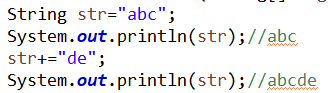 String str="abc";
System.out.println(str);//abc
str+="de";
System.out.println(str);//abcde